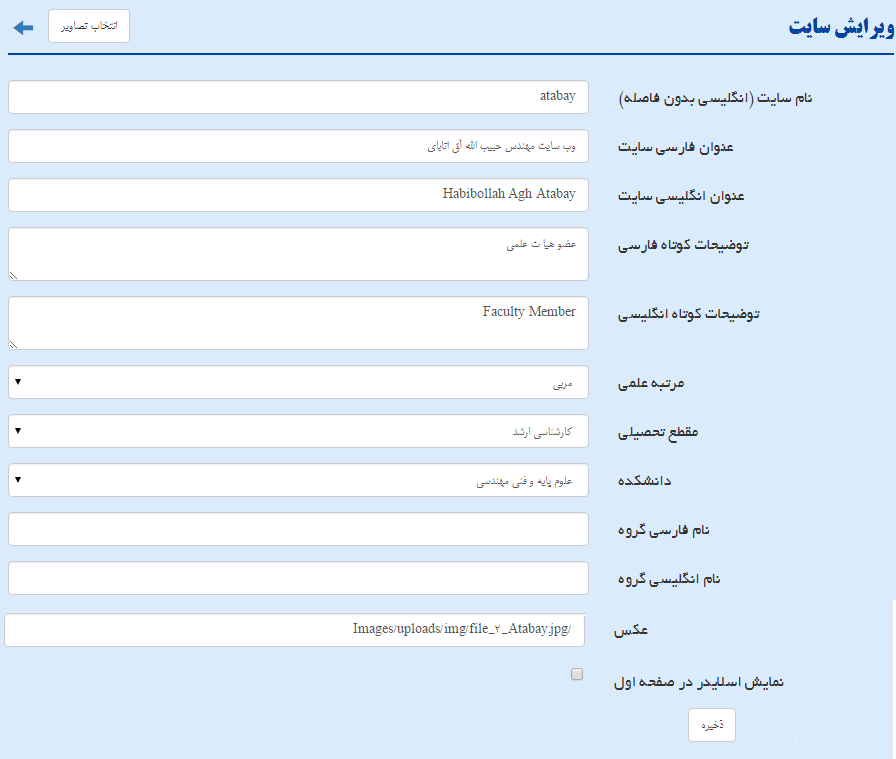 ویرایش سایت
انتخاب تصاویر
نام سایت (انگلیسی بدون فاصله)
atabay
عنوان فارسی سایت
وب سایت مهندس حبیب الله آق اتابای
عنوان انگلیسی سایت
Habibollah Agh Atabay
توضیحات کوتاه فارسی
عضو هیا ت علمی
توضیحات کوتاه انگلیسی
Faculty Member
مرتبه علمی
مربی
مقطع تحصیلی
کارشناسی ارشد
دانشکده
علوم پایه و فنی مهندسی
نام فارسی گروه
نام انگلیسی گروه
عکس
Images/uploads/img/file_۲_Atabay.jpg/
نمایش اسلایدر در صفحه اول
ذخیره